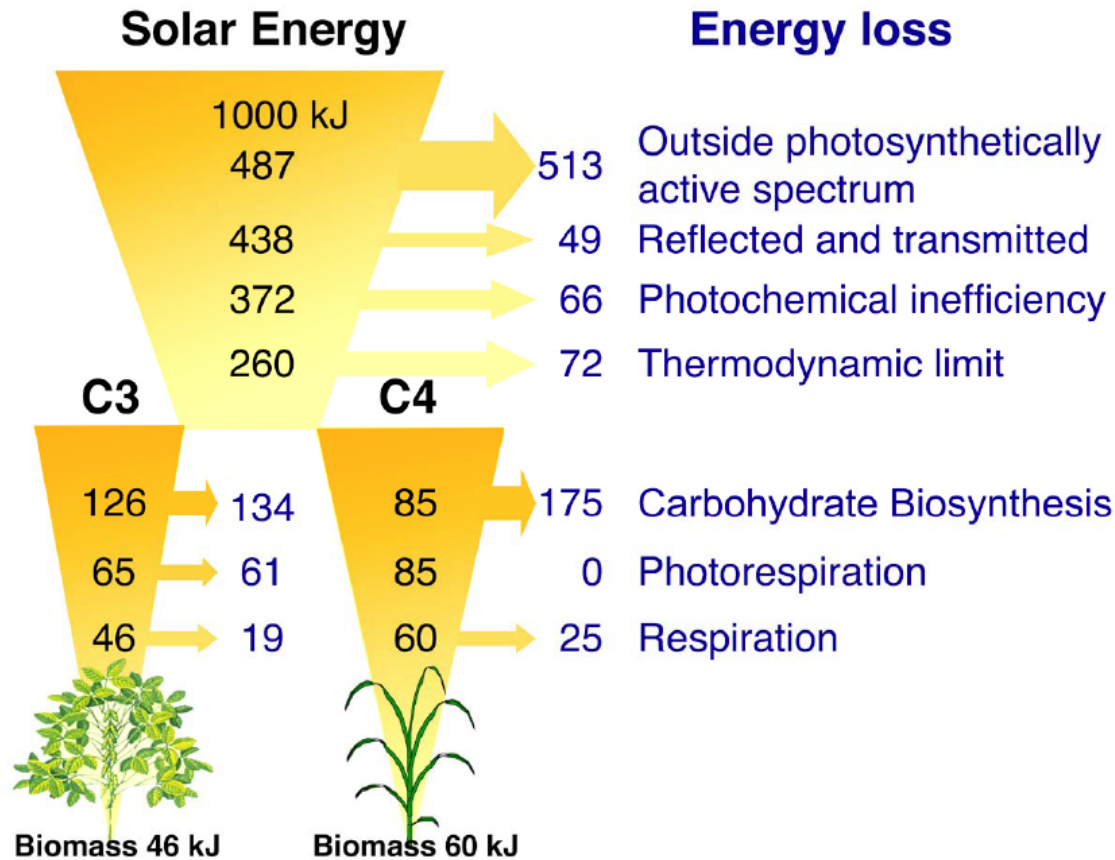 Solar Energy Energy loss
1000 kJ
487 513 Outside photosynthetically
active spectrum
438 49 Reflected and transmitted
372 66 Photochemical inefficiency
260 72 Thermodynamic limit
C3 C4
126 134 85 175 Carbohydrate Biosynthesis
65 61 85 0 Photorespiration
46 19 60 25 Respiration
Biomass 46 kJ Biomass 60 kJ